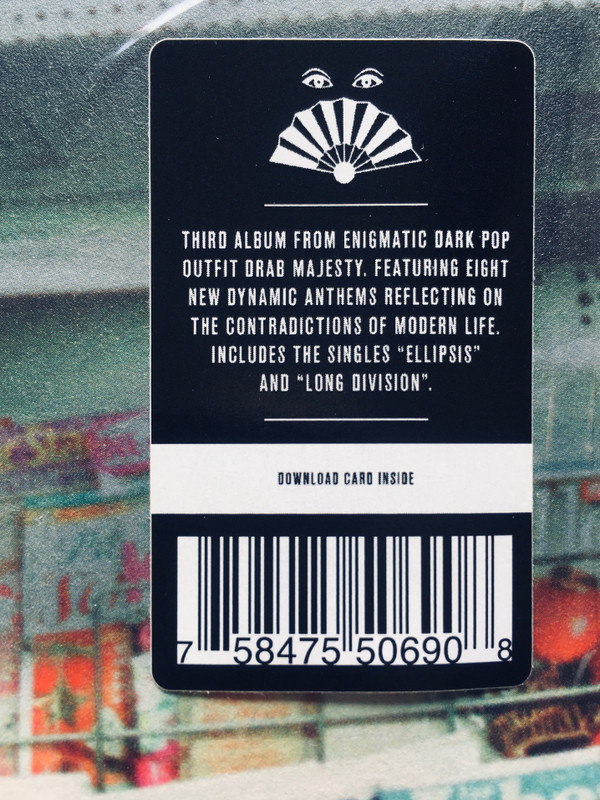 THIRD ALBUM FROM ENIGMATIC DARK POP
OUTFIT DRAB MAJESTY. FEATURING EIGHT
NEW DYNAMIC ANTHEMS REFLECTING ON
THE CONTRADICTIONS OF MODERN LIFE.
INCLUDES THE SINGLES “ELLIPSIS”
AND “LONG DIVISION”.
DOWNLOAD CARD INSIDE
7 58475 50690 8